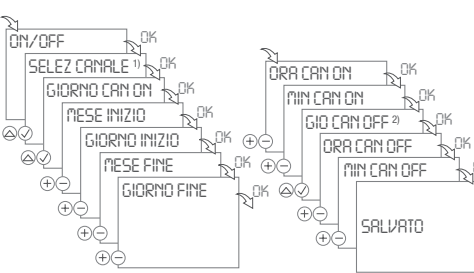 ON/OFF
OK
SELEZ CANALE 1)
OK
GIORNO CAN ON
OK
MESE INIZIO
OK
GIORNO INIZIO
OK
MESE FINE
OK
GIORNO FINE
OK
ORA CAN ON
OK
MIN CAN ON
OK
GIO CAN OFF 2)
OK
ORA CAN OFF
OK
MIN CAN OFF
SALVATO